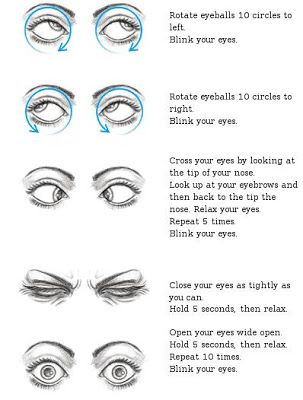 Rotate eyeballs 10 circles to
left.
Blink your eyes.
Rotate eyeballs 10 circles to
right.
Blink your eyes.
Cross your eyes by looking at
the tip of your nose.
Look up at your eyebrows and
then back to the tip the
nose. Relax your eyes.
Repeat 5 times.
Blink your eyes.
Close your eyes as tightly as
you can.
Hold 5 seconds, then relax.
Open your eyes wide open.
Hold 5 seconds, then relax.
Repeat 10 times.
Blink your eyes.